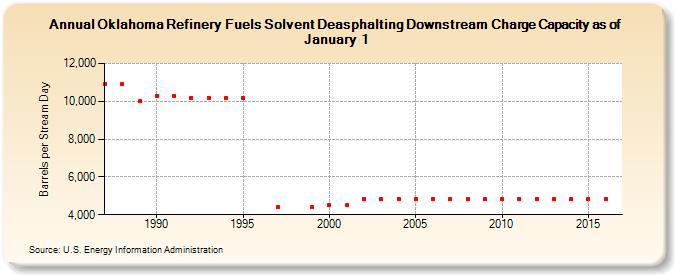 Annual Oklahoma Refinery Fuels Solvent Deasphalting Downstream Charge Capacity as of
January 1
Barrels per Stream Day
12,000
10,000
8,000
6,000
4,000
1990 1995 2000 2005 2010 2015
Source: U.S. Energy Information Administration